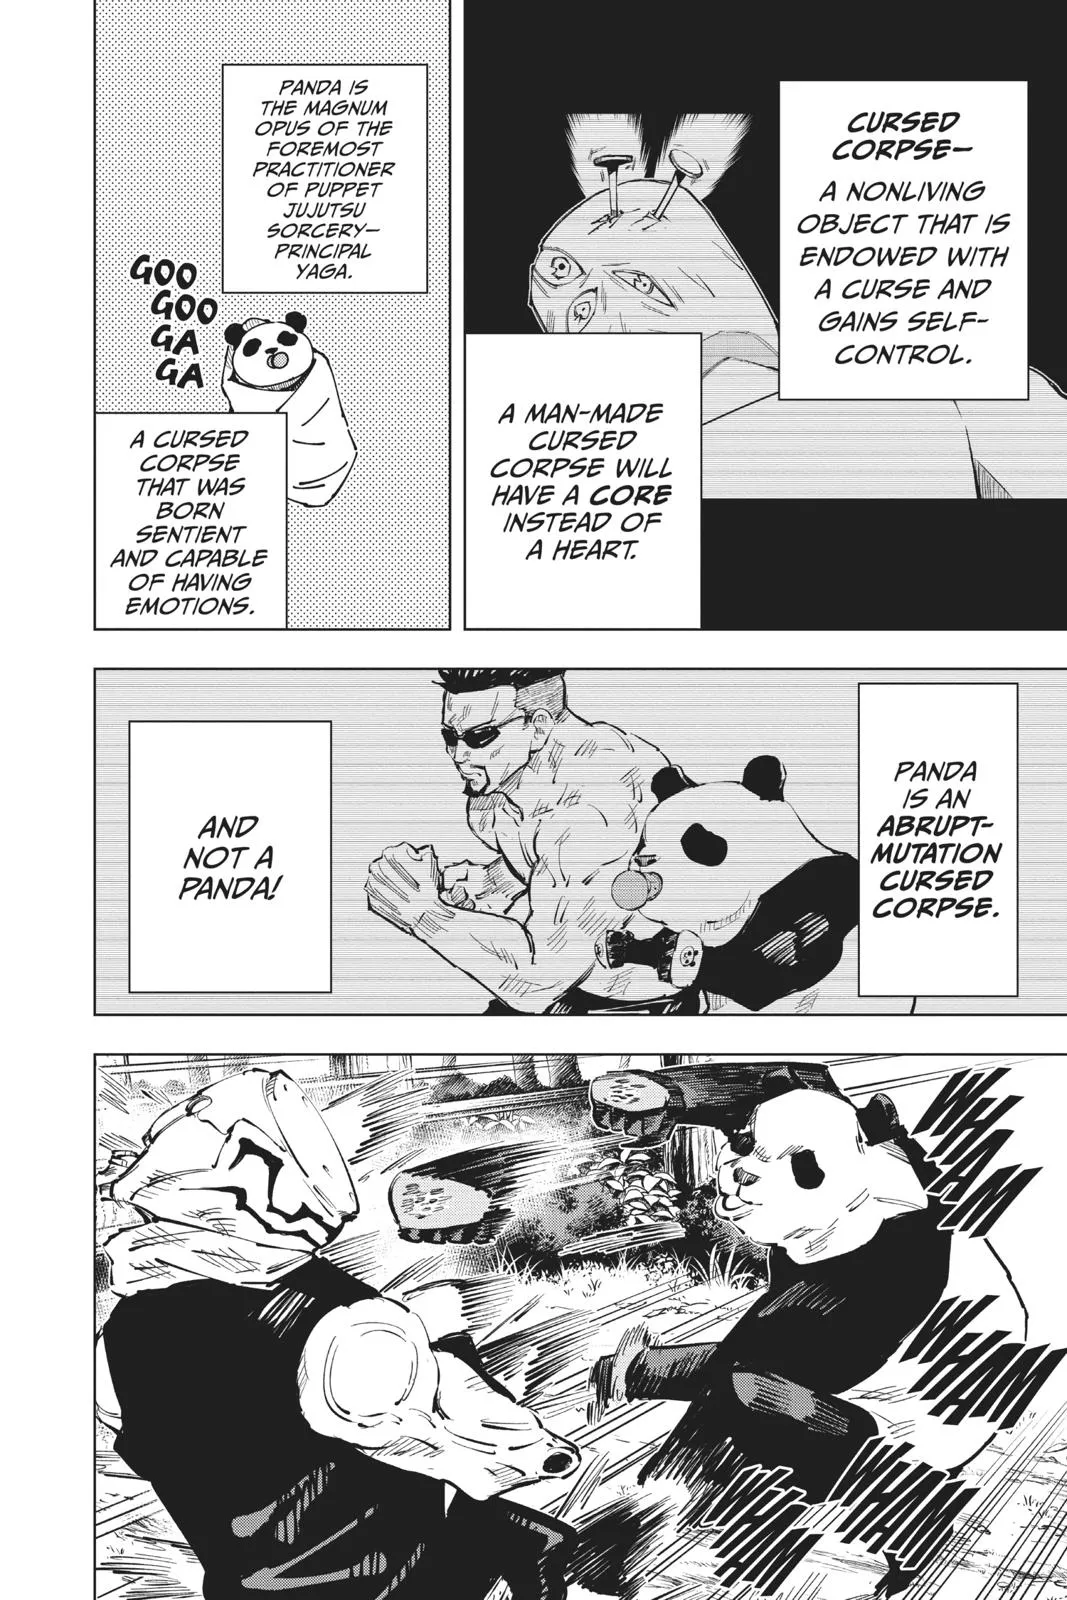 CURSED
CORPSE–
A NONLIVING
OBJECT THAT IS
ENDOWED WITH
A CURSE AND
GAINS SELF-
CONTROL.
A MAN-MADE
CURSED
CORPSE WILL
HAVE A CORE
INSTEAD OF
A HEART.
PANDA IS
THE MAGNUM
OPUS OF THE
FOREMOST
PRACTITIONER
OF PUPPET
JUJUTSU
SORCERY–
PRINCIPAL
YAGA.
GOO
GOO
GA
GA
A CURSED
CORPSE
THAT WAS
BORN
SENTIENT
AND CAPABLE
OF HAVING
EMOTIONS.
PANDA
IS AN
ABRUPT-
MUTATION
CURSED
CORPSE.
AND
NOT A
PANDA!
WHAM
WHAM
WHAM
WHAM